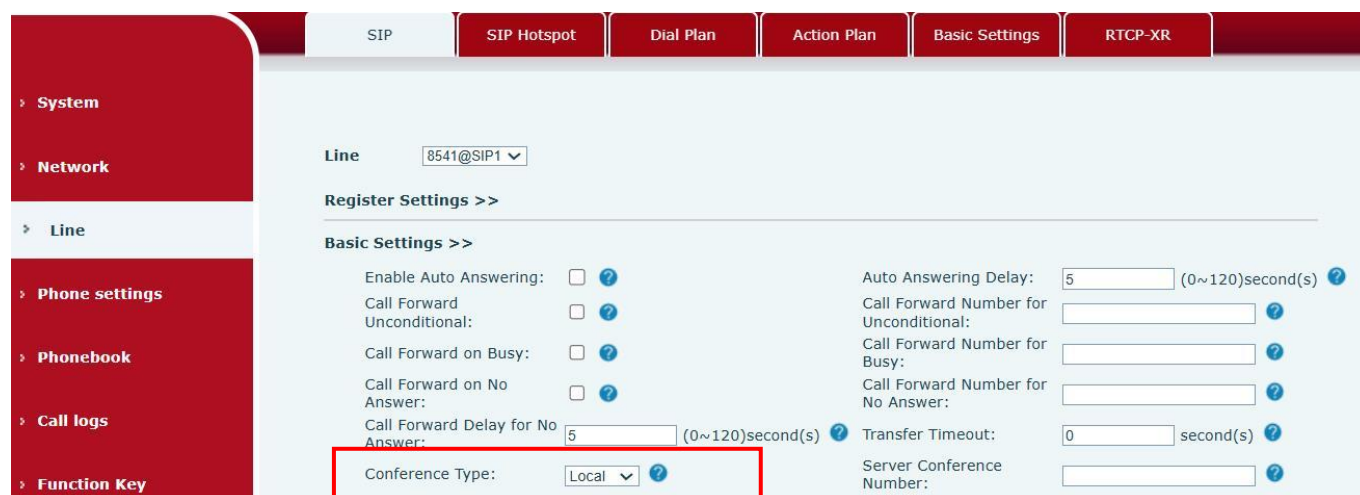 SIP
SIP Hotspot
Dial Plan
Action Plan
Basic Settings
RTCP-XR
› System
› Network
› Line
› Phone settings
› Phonebook
› Call logs
› Function Key
Line 8541@SIP1
Register Settings >>
Basic Settings >>
Enable Auto Answering: ?
Auto Answering Delay: 5 (0~120)second(s) ?
Call Forward
Unconditional: ?
Call Forward Number for
Unconditional: ?
Call Forward on Busy: ?
Call Forward Number for
Busy: ?
Call Forward on No
Answer: ?
Call Forward Number for
No Answer: ?
Call Forward Delay for No
Answer: 5 (0~120)second(s) ?
Transfer Timeout: 0 second(s) ?
Conference Type: Local ?
Server Conference
Number: ?